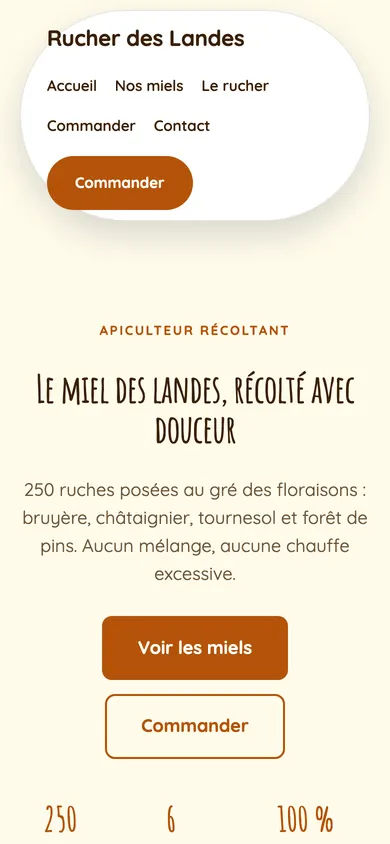 Rucher des Landes
Accueil Nos miels Le rucher
Commander Contact
Commander
APICULTEUR RÉCOLTANT
Le miel des landes, récolté avec
douceur
250 ruches posées au gré des floraisons :
bruyère, châtaignier, tournesol et forêt de
pins. Aucun mélange, aucune chauffe
excessive.
Voir les miels
Commander
250 6 100 %